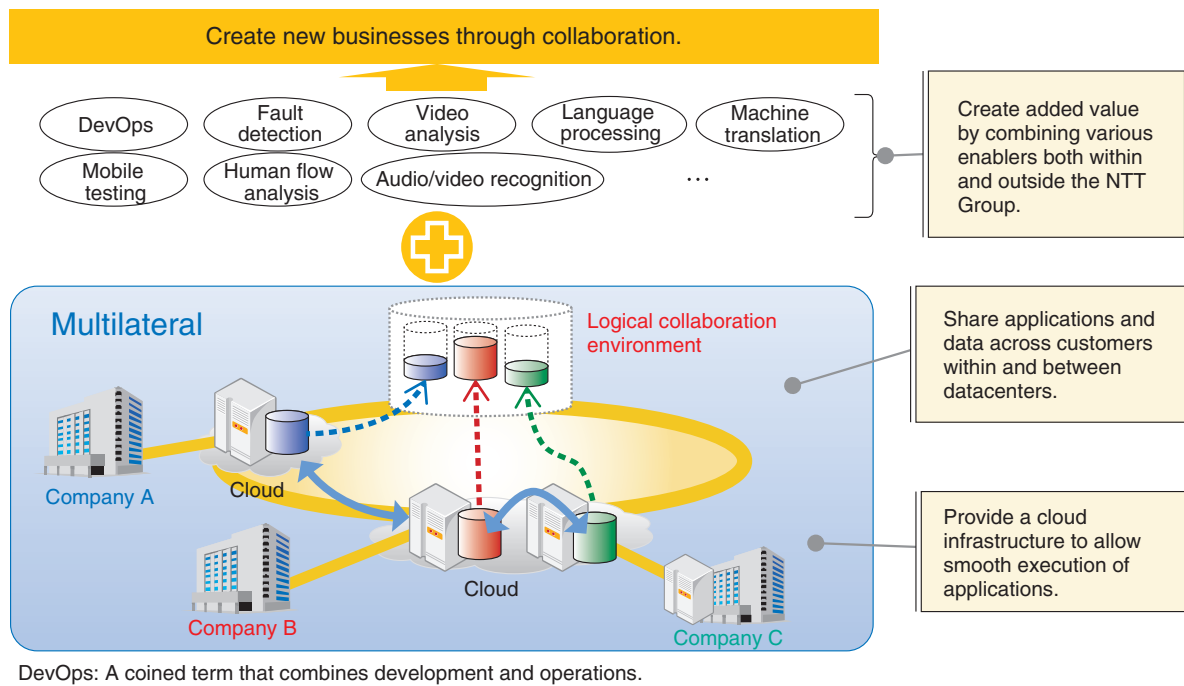 Create new businesses through collaboration.
DevOps
Fault
detection
Video
analysis
Language
processing
Machine
translation
Mobile
testing
Human flow
analysis
Audio/video recognition
...
Create added value
by combining various
enablers both within
and outside the NTT
Group.
Multilateral
Logical collaboration
environment
Share applications and
data across customers
within and between
datacenters.
Company A
Cloud
Company B
Cloud
Company C
Provide a cloud
infrastructure to allow
smooth execution of
applications.
DevOps: A coined term that combines development and operations.